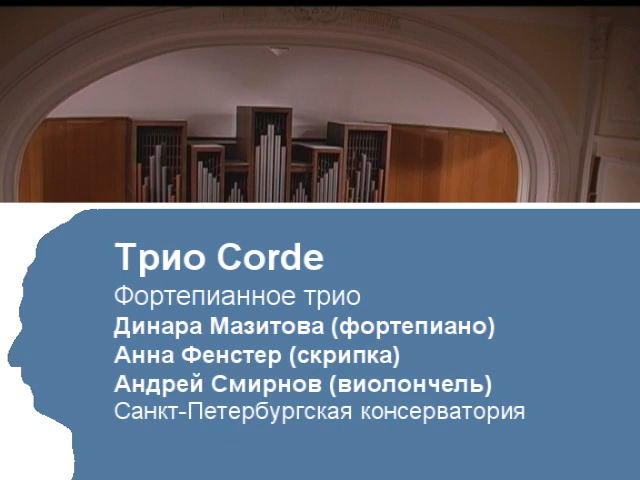 Трио Corde
Фортепианное трио
Динара Мазитова (фортепиано)
Анна Фенстер (скрипка)
Андрей Смирнов (виолончель)
Санкт-Петербургская консерватория